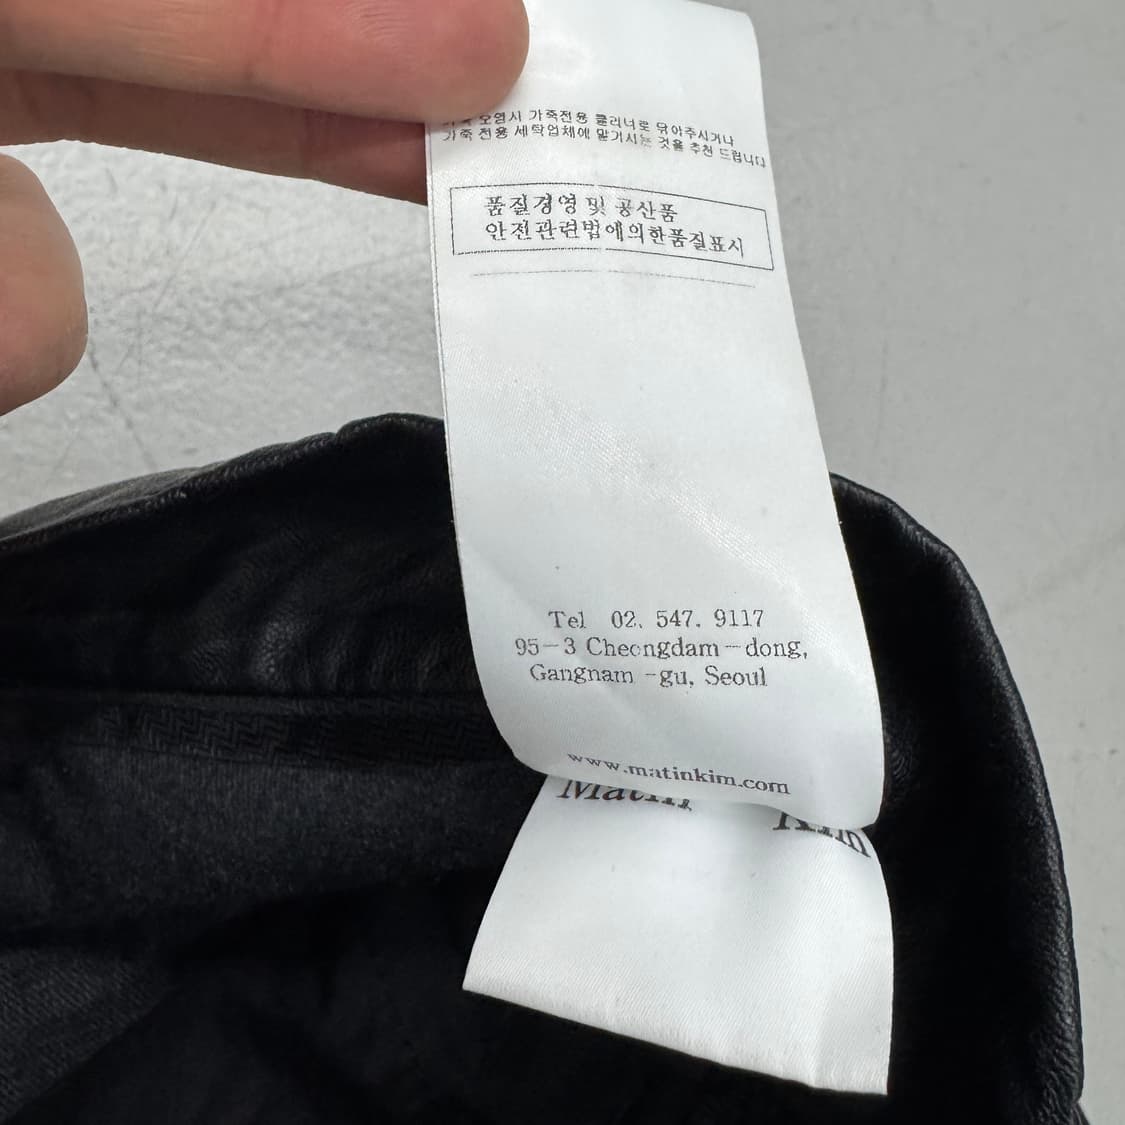 오염시 가죽전용 클리너로 닦아주시거나
가죽 전용 세탁업체에 맡기시는 것을 추천 드립니다
품질경영 및 공산품
안전관련법에의한품질표시
Tel 02. 547. 9117
95-3 Cheongdam-dong,
Gangnam -gu, Seoul
www.matinkim.com
Matin Kim